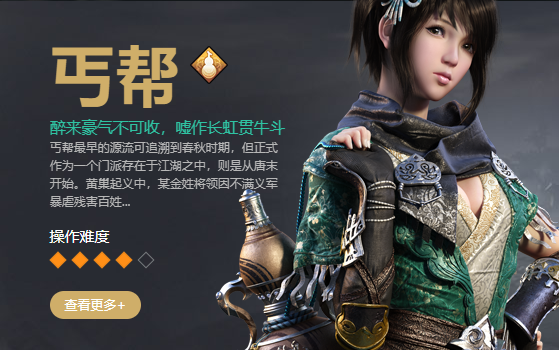 丐帮
醉来豪气不可收，嘘作长虹贯牛斗
丐帮最早的源流可追溯到春秋时期，但正式
作为一个门派存在于江湖之中，则是从唐末
开始。黄巢起义中，某金姓将领因不满义军
暴虐残害百姓...
操作难度
查看更多+